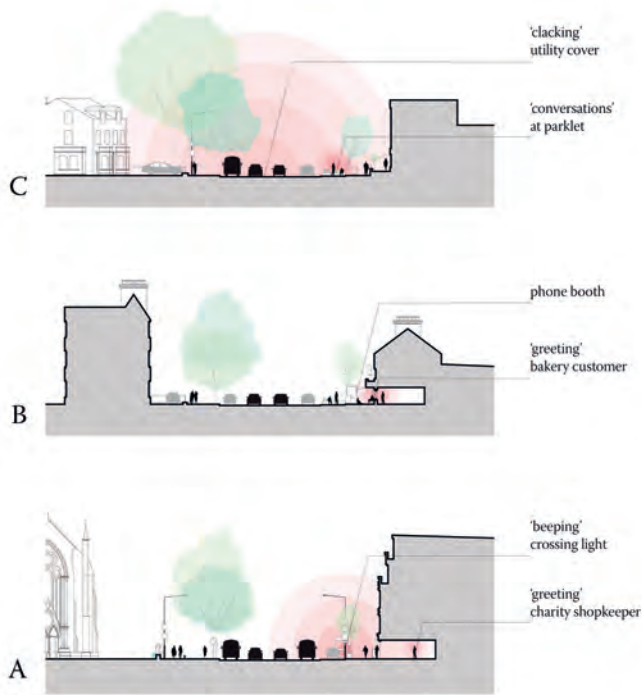 ‘clacking’
utility cover
‘conversations’
at parklet
C
phone booth
‘greeting’
bakery customer
B
‘beeping’
crossing light
‘greeting’
charity shopkeeper
A